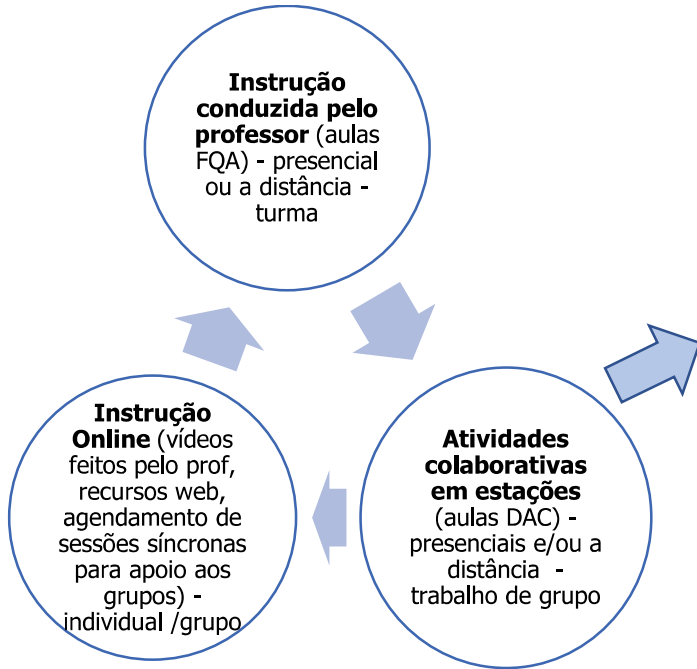 Instrução
conduzida pelo
professor (aulas
FQA) - presencial
ou a distância -
turma
Atividades
colaborativas
em estações
(aulas DAC) -
presenciais e/ou a
distância -
trabalho de grupo
Instrução
Online (vídeos
feitos pelo prof,
recursos web,
agendamento de
sessões síncronas
para apoio aos
grupos) -
individual /grupo